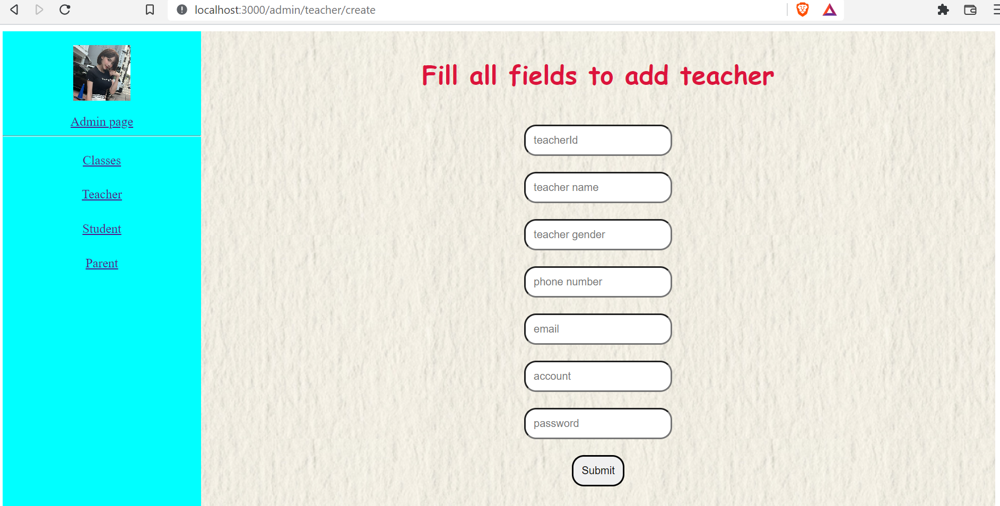 localhost:3000/admin/teacher/create
Admin page
Classes
Teacher
Student
Parent
Fill all fields to add teacher
teacherId
teacher name
teacher gender
phone number
email
account
password
Submit